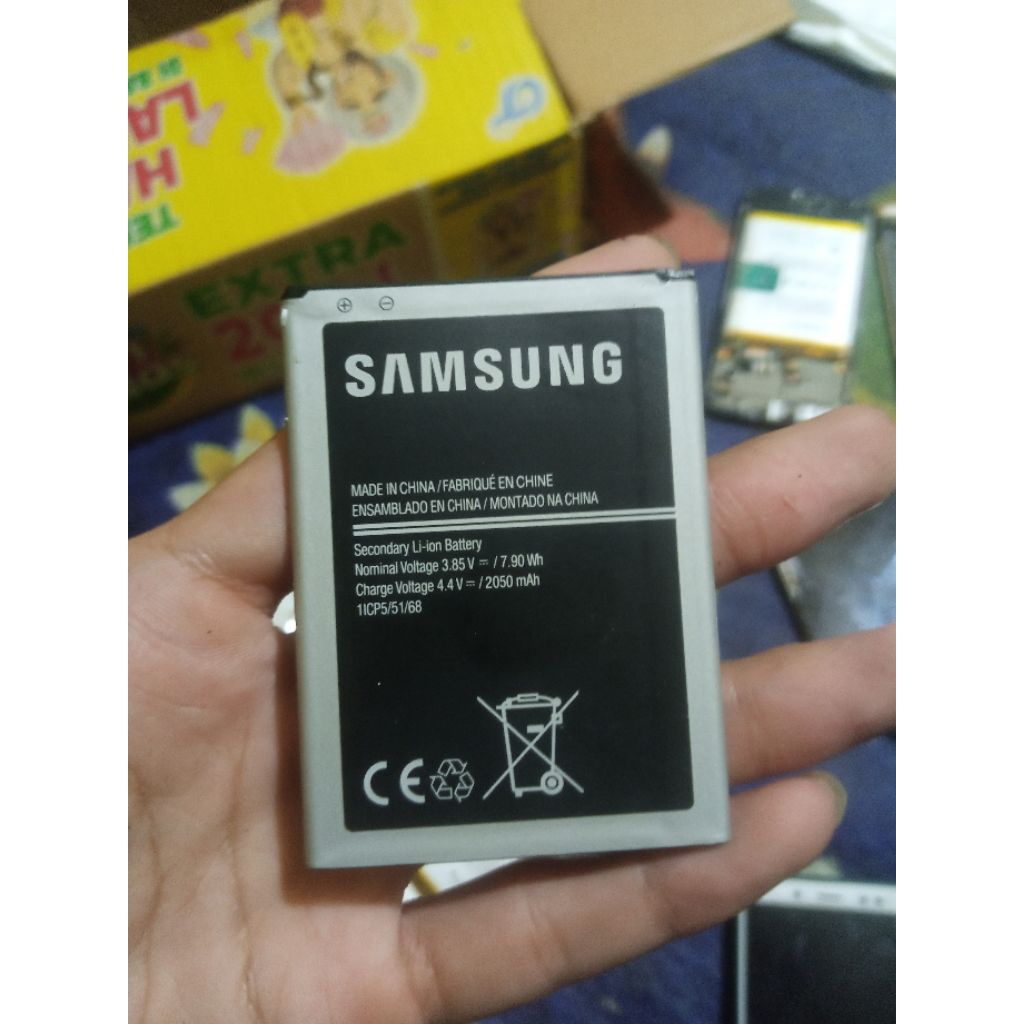 EXTRA
SAMSUNG
MADE IN CHINA / FABRIQUÉ EN CHINE
ENSAMBLADO EN CHINA / MONTADO NA CHINA
Secondary Li-ion Battery
Nominal Voltage 3.85 V ⎓ / 7.90 Wh
Charge Voltage 4.4 V ⎓ / 2050 mAh
1ICP5/51/68
CE